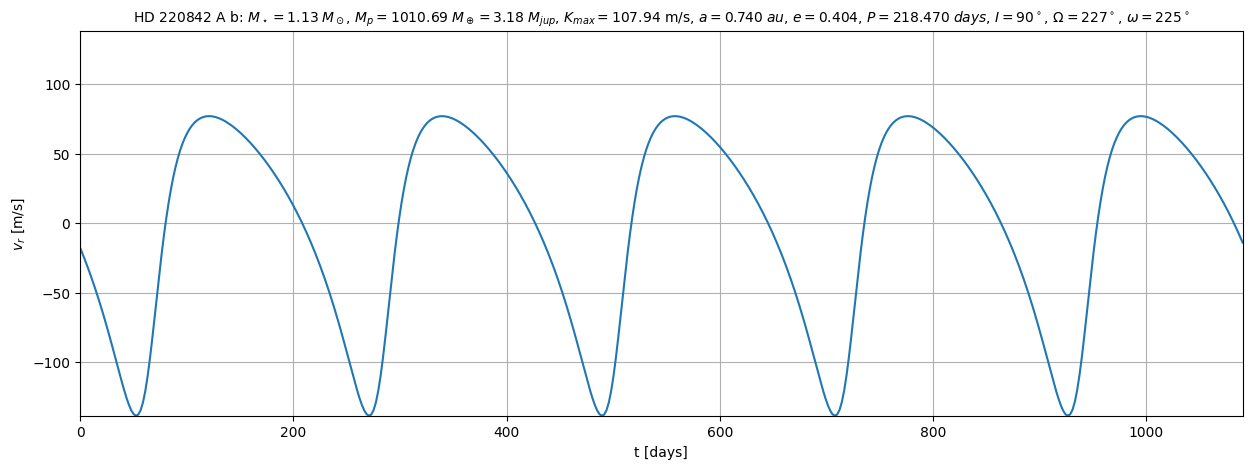 HD 220842 A b: M⋆ = 1.13 M⊙, Mp = 1010.69 M⊕ = 3.18 Mjup, Kmax = 107.94 m/s, a = 0.740 au, e = 0.404, P = 218.470 days, I = 90°, Ω = 227°, ω = 225°
100
50
0
−50
−100
vr [m/s]
0 200 400 600 800 1000
t [days]